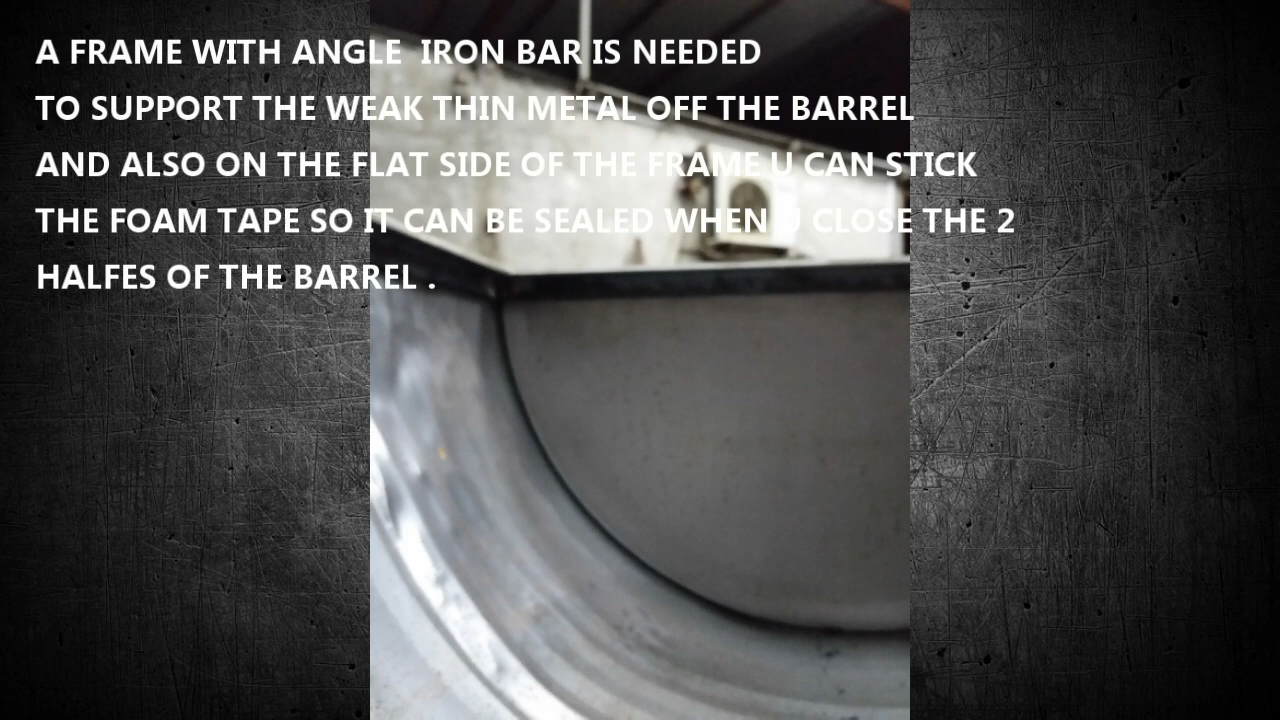 A FRAME WITH ANGLE  IRON BAR IS NEEDED
TO SUPPORT THE WEAK THIN METAL OFF THE BARREL
AND ALSO ON THE FLAT SIDE OF THE FRAME U CAN STICK
THE FOAM TAPE SO IT CAN BE SEALED WHEN U CLOSE THE 2
HALFES OF THE BARREL .